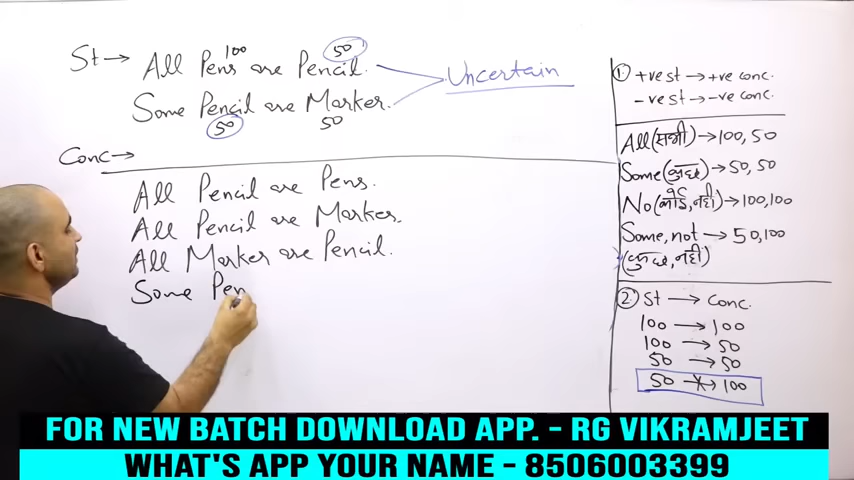 St → All Pens 100 are Pencil. 50
Some Pencil 50 are Marker. 50
Uncertain
Conc →
All Pencil are Pens.
All Pencil are Marker.
All Marker are Pencil.
Some Pen
1. +ve st → +ve conc.
-ve st → -ve conc.
All (सभी) → 100, 50
Some (कुछ) → 50, 50
No (कोई, नहीं) → 100, 100
Some, not → 50, 100
(कुछ, नहीं)
2. St → Conc.
100 → 100
100 → 50
50 → 50
50 → 100
FOR NEW BATCH DOWNLOAD APP. - RG VIKRAMJEET
WHAT'S APP YOUR NAME - 8506003399